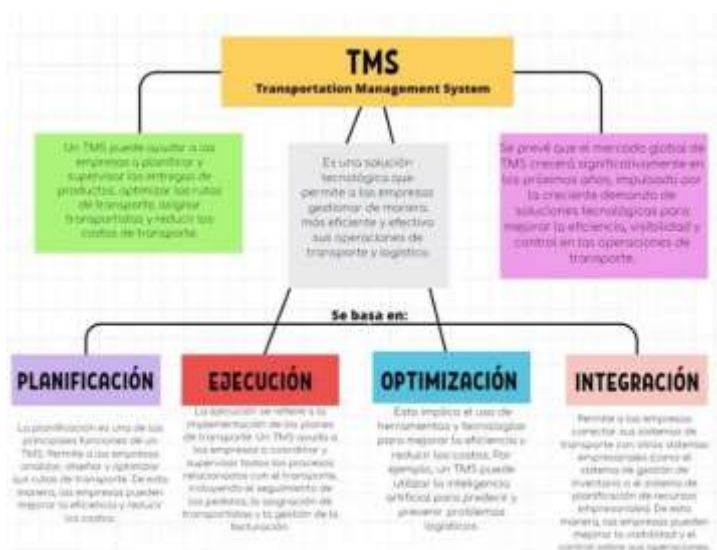 TMS
Transportation Management System
Un TMS puede ayudar a las
empresas a planificar y
supervisar las entregas de
productos, optimizar las rutas
de transporte, asignar
transportistas y reducir los
costos de transporte.
Es una solución
tecnológica que
permite a las empresas
gestionar de manera
más eficiente y efectiva
sus operaciones de
transporte y logística.
Se prevé que el mercado global de
TMS crecerá significativamente en
los próximos años, impulsado por
la creciente demanda de
soluciones tecnológicas para
mejorar la eficiencia, visibilidad y
control en las operaciones de
transporte.
Se basa en:
PLANIFICACIÓN
La planificación es una de las
principales funciones de un
TMS. Permite a las empresas
analizar, diseñar y optimizar
sus rutas de transporte. De esta
manera, las empresas pueden
mejorar la eficiencia y reducir
los costos.
EJECUCIÓN
La ejecución se refiere a la
implementación de los planes
de transporte. Un TMS ayuda a
las empresas a coordinar y
supervisar todos los procesos
relacionados con el transporte,
incluyendo el seguimiento de
los pedidos, la asignación de
transportistas y la gestión de la
facturación.
OPTIMIZACIÓN
Esto implica el uso de
herramientas y tecnologías
para mejorar la eficiencia y
reducir los costos. Por
ejemplo, un TMS puede
utilizar la inteligencia
artificial para predecir y
prevenir problemas
logísticos.
INTEGRACIÓN
Permite a las empresas
conectar sus sistemas de
transporte con otros sistemas
empresariales como el
sistema de gestión de
inventario o el sistema de
planificación de recursos
empresariales. De esta
manera, las empresas pueden
mejorar la visibilidad y el
control sobre sus operaciones